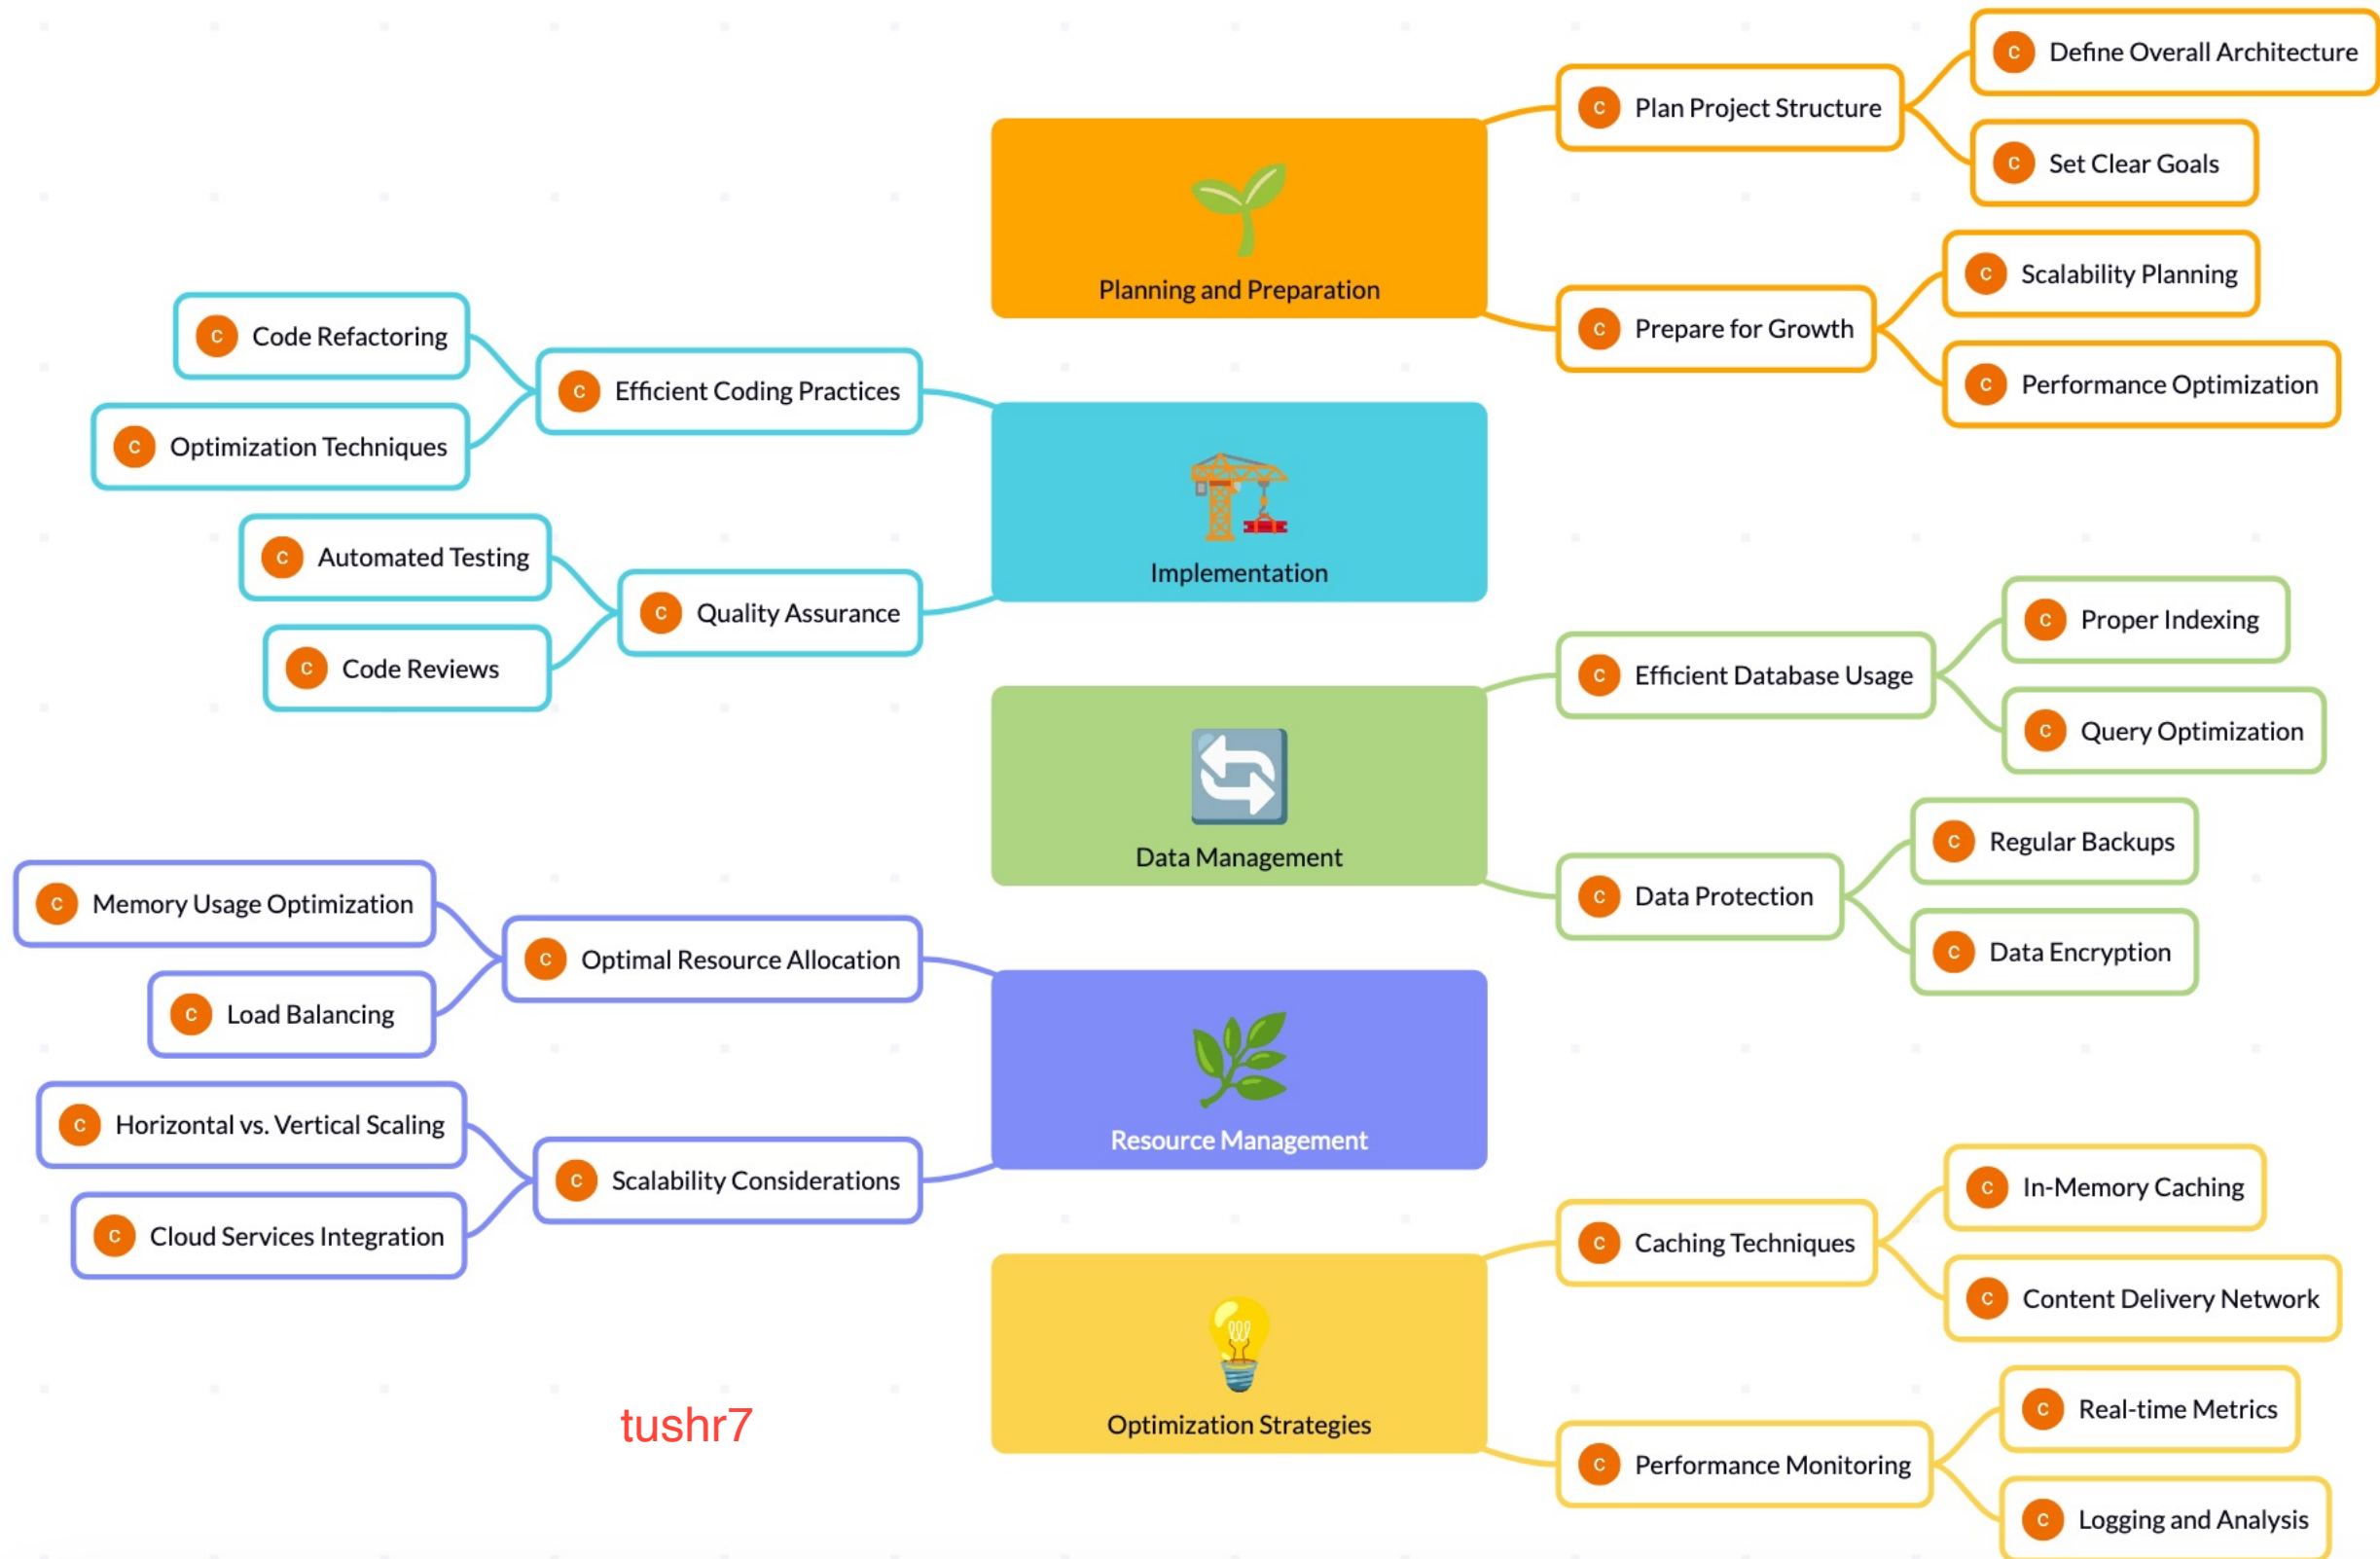 Planning and Preparation
C Plan Project Structure
C Define Overall Architecture
C Set Clear Goals
C Prepare for Growth
C Scalability Planning
C Performance Optimization
Implementation
C Efficient Coding Practices
C Code Refactoring
C Optimization Techniques
C Quality Assurance
C Automated Testing
C Code Reviews
Data Management
C Efficient Database Usage
C Proper Indexing
C Query Optimization
C Data Protection
C Regular Backups
C Data Encryption
Resource Management
C Optimal Resource Allocation
C Memory Usage Optimization
C Load Balancing
C Scalability Considerations
C Horizontal vs. Vertical Scaling
C Cloud Services Integration
Optimization Strategies
C Caching Techniques
C In-Memory Caching
C Content Delivery Network
C Performance Monitoring
C Real-time Metrics
C Logging and Analysis
tushr7